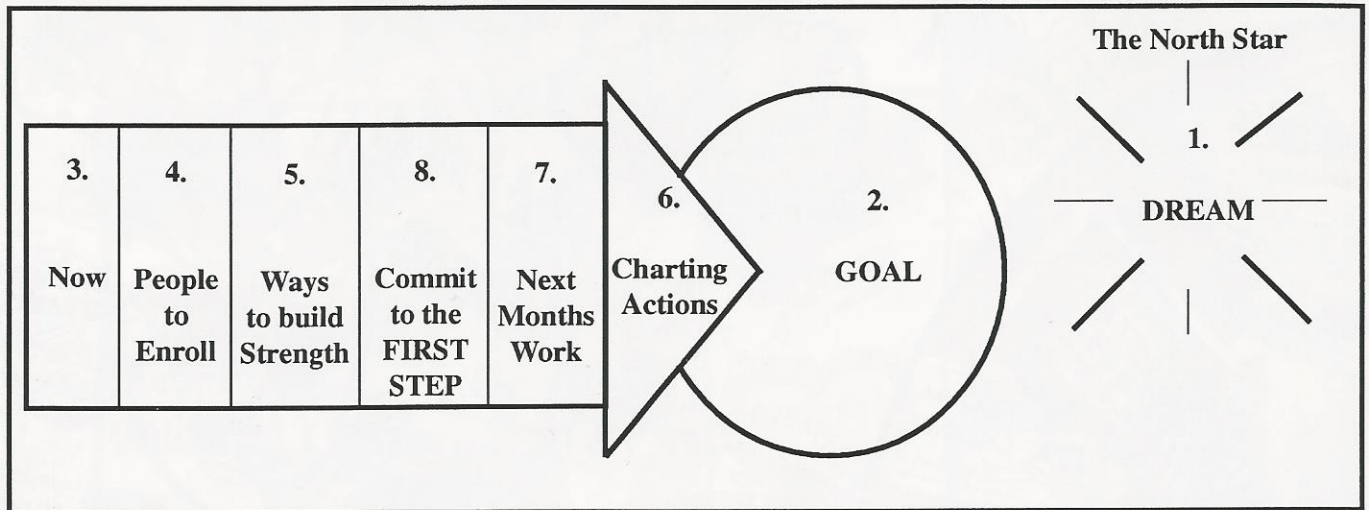 The North Star
1.
DREAM
3.
Now
4.
People
to
Enroll
5.
Ways
to build
Strength
8.
Commit
to the
FIRST
STEP
7.
Next
Months
Work
6.
Charting
Actions
2.
GOAL